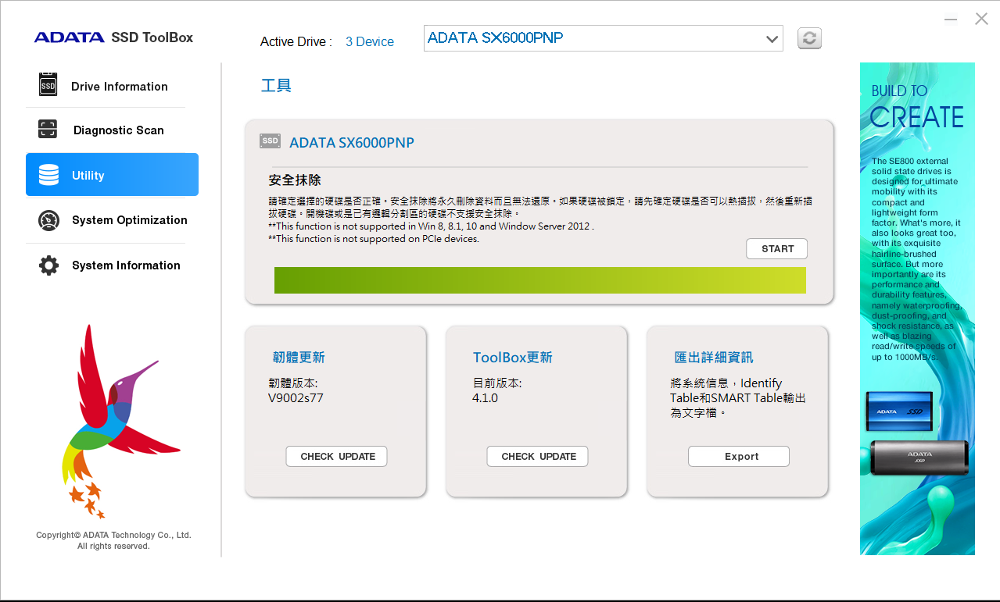 ADATA SSD ToolBox
Active Drive : 3 Device
ADATA SX6000PNP
SSD Drive Information
Diagnostic Scan
Utility
System Optimization
System Information
Copyright© ADATA Technology Co., Ltd.
All rights reserved.
工具
SSD ADATA SX6000PNP
安全抹除
請確定選擇的硬碟是否正確。安全抹除將永久刪除資料而且無法還原。如果硬碟被鎖定，請先確定硬碟是否可以熱插拔，然後重新插
拔硬碟。開機碟或是已有邏輯分割區的硬碟不支援安全抹除。
**This function is not supported in Win 8, 8.1, 10 and Window Server 2012 .
**This function is not supported on PCIe devices.
START
韌體更新
韌體版本:
V9002s77
CHECK UPDATE
ToolBox更新
目前版本:
4.1.0
CHECK UPDATE
匯出詳細資訊
將系統信息，Identify
Table和SMART Table輸出
為文字檔。
Export
BUILD TO
CREATE
The SE800 external
solid state drives is
designed for ultimate
mobility with its
compact and
lightweight form
factor. What's more, it
also looks great too,
with its exquisite
hairline-brushed
surface. But more
importantly are its
performance and
durability features,
namely waterproofing,
dust-proofing, and
shock resistance, as
well as blazing
read/write speeds of
up to 1000MB/s.
ADATA SSD
ADATA
SSD